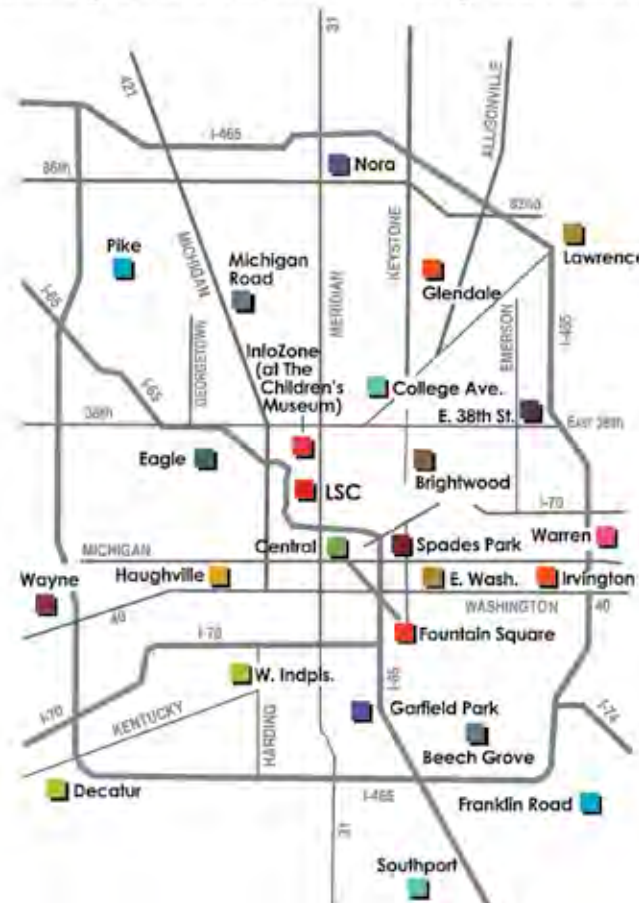 31
421
ALLISONVILLE
I-465
86th
Nora
82nd
KEYSTONE
Lawrence
Pike
MICHIGAN
Michigan
Road
Glendale
MERIDIAN
I-65
EMERSON
I-465
GEORGETOWN
InfoZone
(at The
Children's
Museum)
I-65
College Ave.
38th
E. 38th St.
EAST 38th
Eagle
Brightwood
LSC
I-70
Warren
MICHIGAN
Central
Spades Park
Wayne
Haughville
E. Wash.
Irvington
WASHINGTON
40
40
I-70
Fountain Square
W. Indpls.
I-65
I-70
KENTUCKY
HARDING
Garfield Park
I-74
Beech Grove
Decatur
I-465
Franklin Road
31
Southport